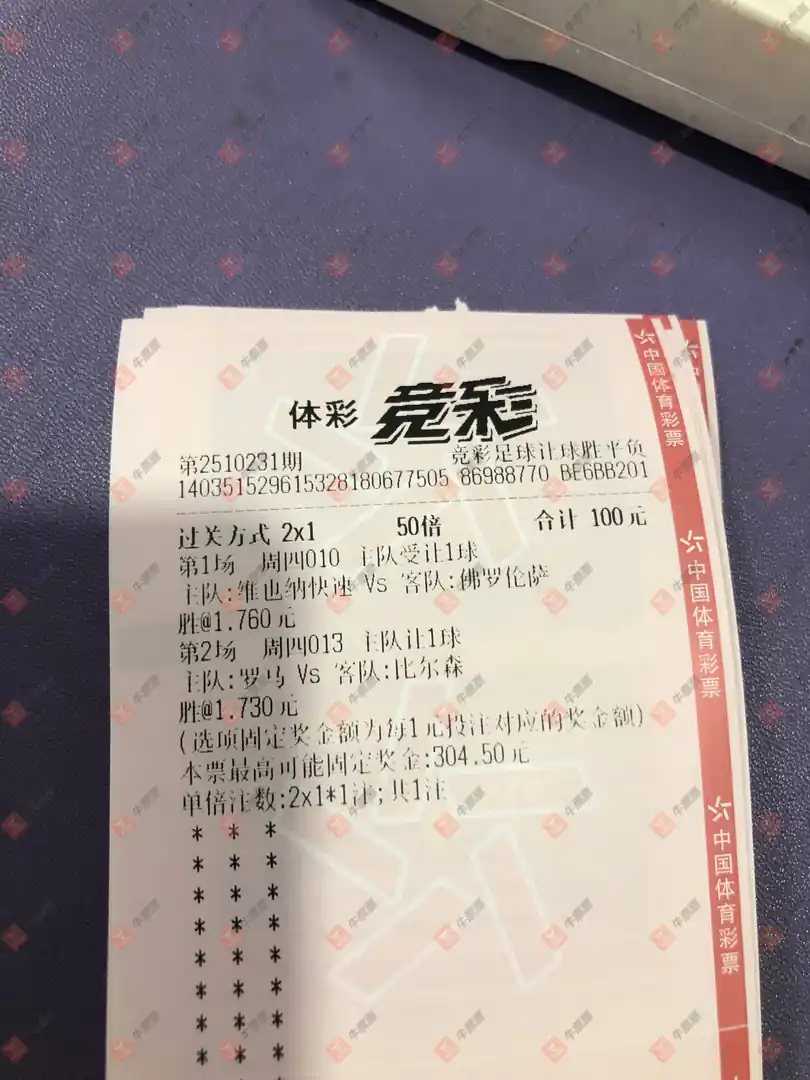 体彩 竞彩
第2510231期 竞彩足球让球胜平负
140351529615328180677505 86988770 BE6BB201
过关方式 2x1 50倍 合计 100元
第1场 周四010 主队受让1球
主队:维也纳快速 Vs 客队:佛罗伦萨
胜@1.760元
第2场 周四013 主队让1球
主队:罗马 Vs 客队:比尔森
胜@1.730元
(选项固定奖金额为每1元投注对应的奖金额)
本票最高可能固定奖金:304.50元
单倍注数:2x1*1注;共1注
* * *
* * *
* * *
* * *
* * *
* * *
* * *
* * *
中国体育彩票
中国体育彩票
中国体育彩票